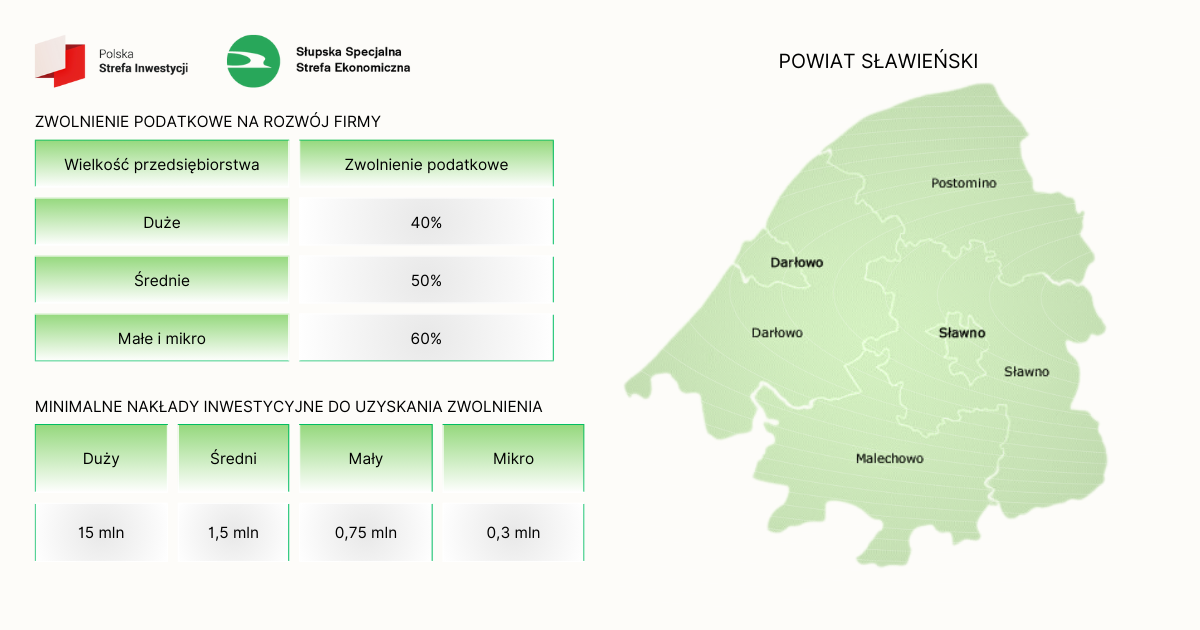 Polska
Strefa Inwestycji
Słupska Specjalna
Strefa Ekonomiczna
ZWOLNIENIE PODATKOWE NA ROZWÓJ FIRMY
Wielkość przedsiębiorstwa Zwolnienie podatkowe
Duże 40%
Średnie 50%
Małe i mikro 60%
MINIMALNE NAKŁADY INWESTYCYJNE DO UZYSKANIA ZWOLNIENIA
Duży Średni Mały Mikro
15 mln 1,5 mln 0,75 mln 0,3 mln
POWIAT SŁAWIEŃSKI
Postomino
Darłowo
Darłowo
Sławno
Sławno
Malechowo